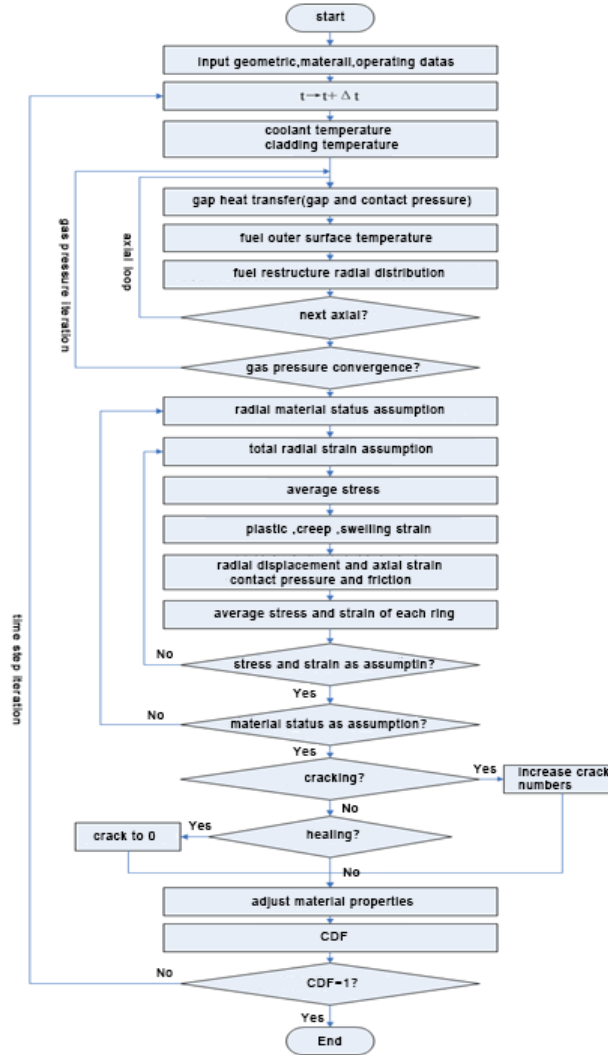 start
input geometric,materail,operating datas
t→t+ Δ t
coolant temperature
cladding temperature
gap heat transfer(gap and contact pressure)
fuel outer surface temperature
fuel restructure radial distribution
next axial?
axial loop
gas pressure convergence?
gas pressure iteration
radial material status assumption
total radial strain assumption
average stress
plastic ,creep ,swelling strain
radial displacement and axial strain
contact pressure and friction
average stress and strain of each ring
stress and strain as assumptin?
No
Yes
material status as assumption?
No
Yes
time step iteration
cracking?
Yes
increase crack
numbers
No
healing?
Yes
crack to 0
No
adjust material properties
CDF
CDF=1?
No
Yes
End